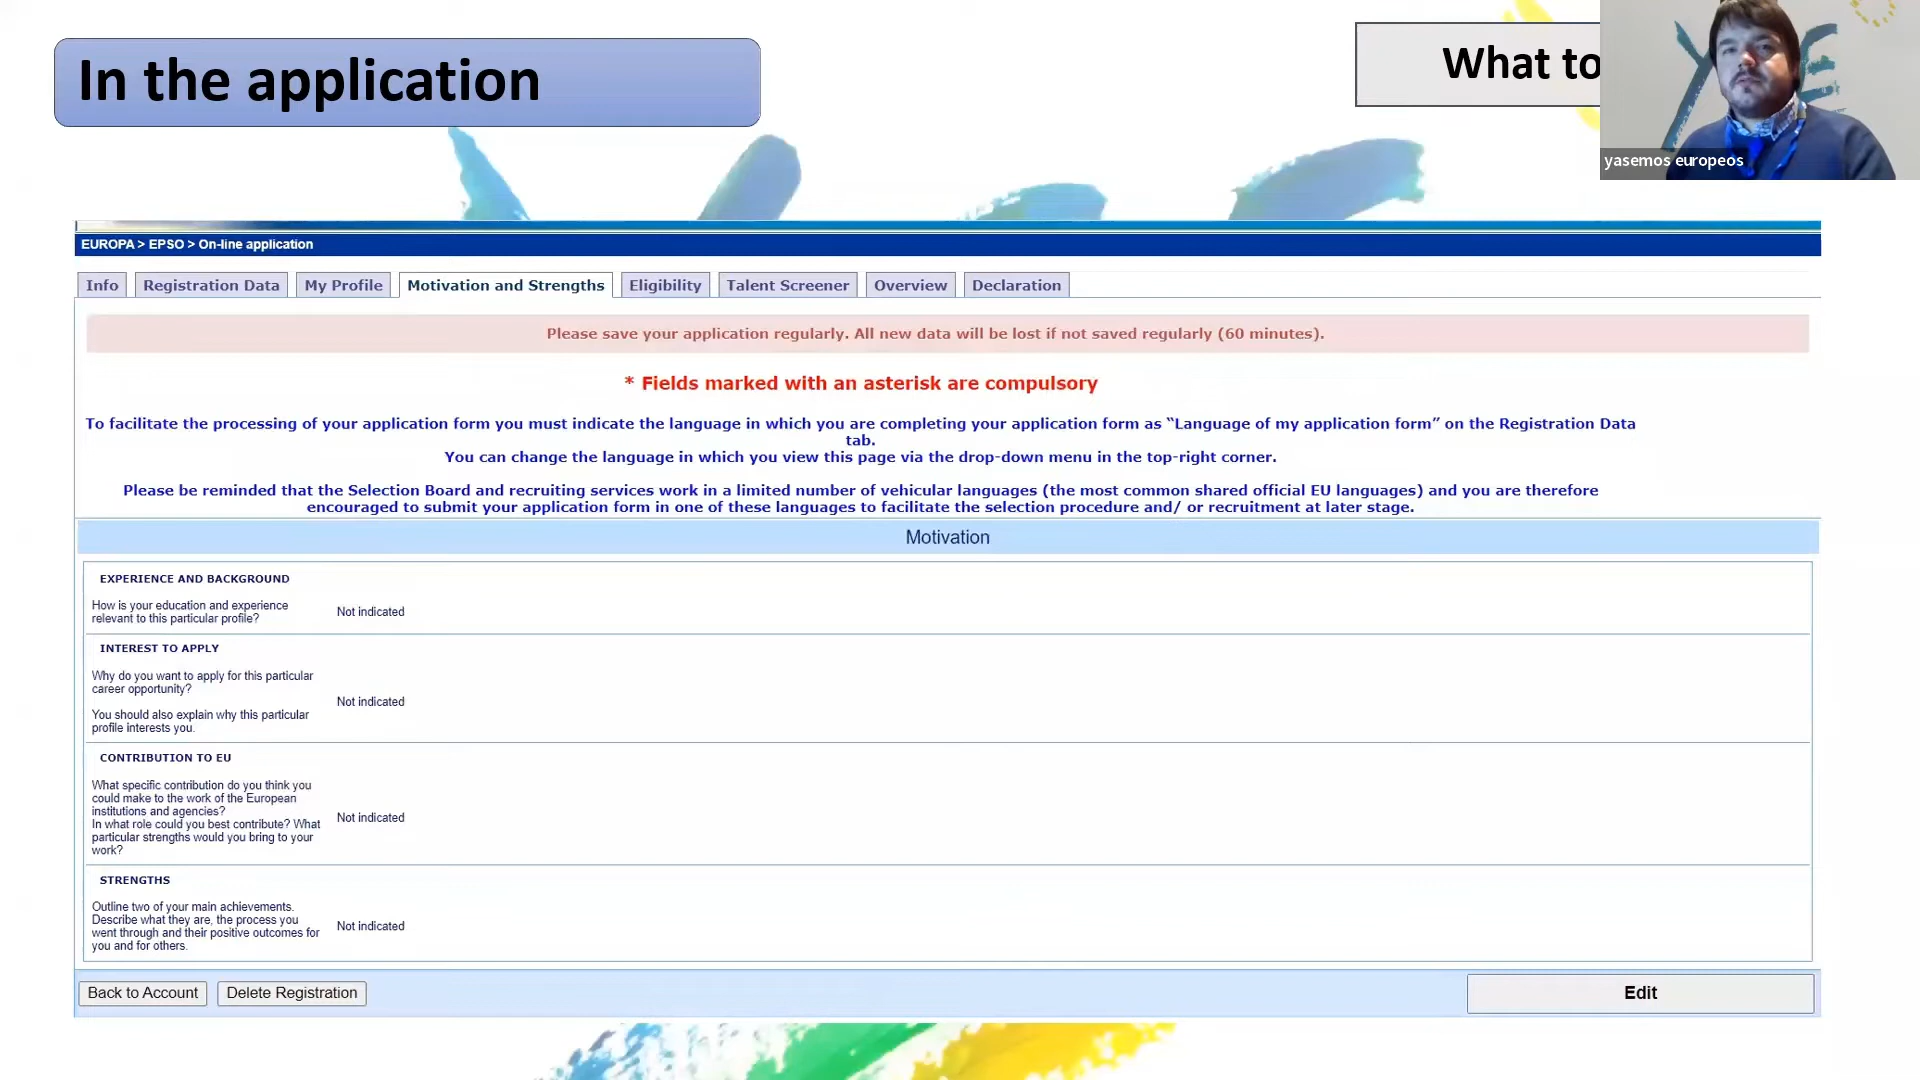 In the application
What to
yasemos europeos
EUROPA > EPSO > On-line application
Info
Registration Data
My Profile
Motivation and Strengths
Eligibility
Talent Screener
Overview
Declaration
Please save your application regularly. All new data will be lost if not saved regularly (60 minutes).
* Fields marked with an asterisk are compulsory
To facilitate the processing of your application form you must indicate the language in which you are completing your application form as “Language of my application form” on the Registration Data
tab.
You can change the language in which you view this page via the drop-down menu in the top-right corner.
Please be reminded that the Selection Board and recruiting services work in a limited number of vehicular languages (the most common shared official EU languages) and you are therefore
encouraged to submit your application form in one of these languages to facilitate the selection procedure and/ or recruitment at later stage.
Motivation
EXPERIENCE AND BACKGROUND
How is your education and experience
relevant to this particular profile?
Not indicated
INTEREST TO APPLY
Why do you want to apply for this particular
career opportunity?
You should also explain why this particular
profile interests you.
Not indicated
CONTRIBUTION TO EU
What specific contribution do you think you
could make to the work of the European
institutions and agencies?
In what role could you best contribute? What
particular strengths would you bring to your
work?
Not indicated
STRENGTHS
Outline two of your main achievements.
Describe what they are, the process you
went through and their positive outcomes for
you and for others.
Not indicated
Back to Account
Delete Registration
Edit